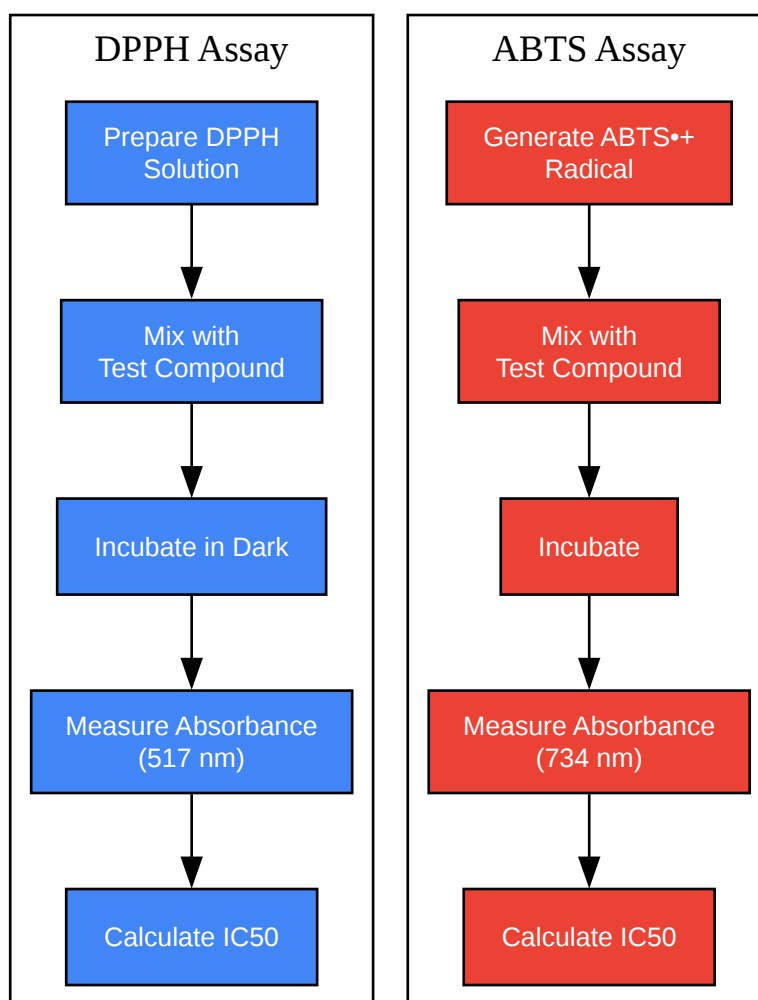 DPPH Assay
Prepare DPPH
Solution
Mix with
Test Compound
Incubate in Dark
Measure Absorbance
(517 nm)
Calculate IC50
ABTS Assay
Generate ABTS•+
Radical
Mix with
Test Compound
Incubate
Measure Absorbance
(734 nm)
Calculate IC50